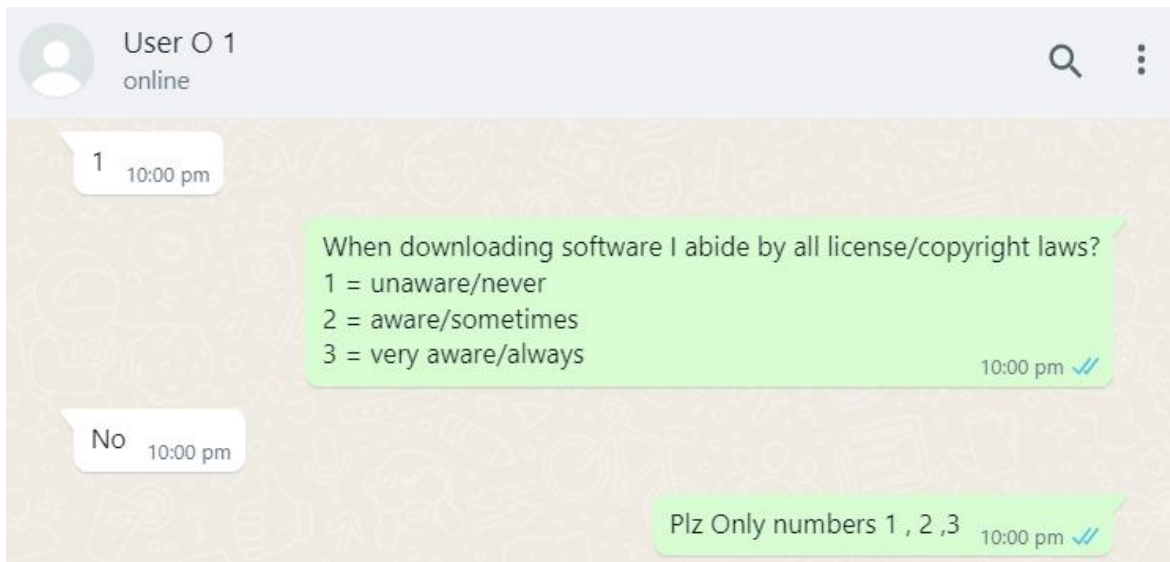 User O 1
online
1 10:00 pm
When downloading software I abide by all license/copyright laws?
1 = unaware/never
2 = aware/sometimes
3 = very aware/always
10:00 pm
No 10:00 pm
Plz Only numbers 1 , 2 ,3 10:00 pm